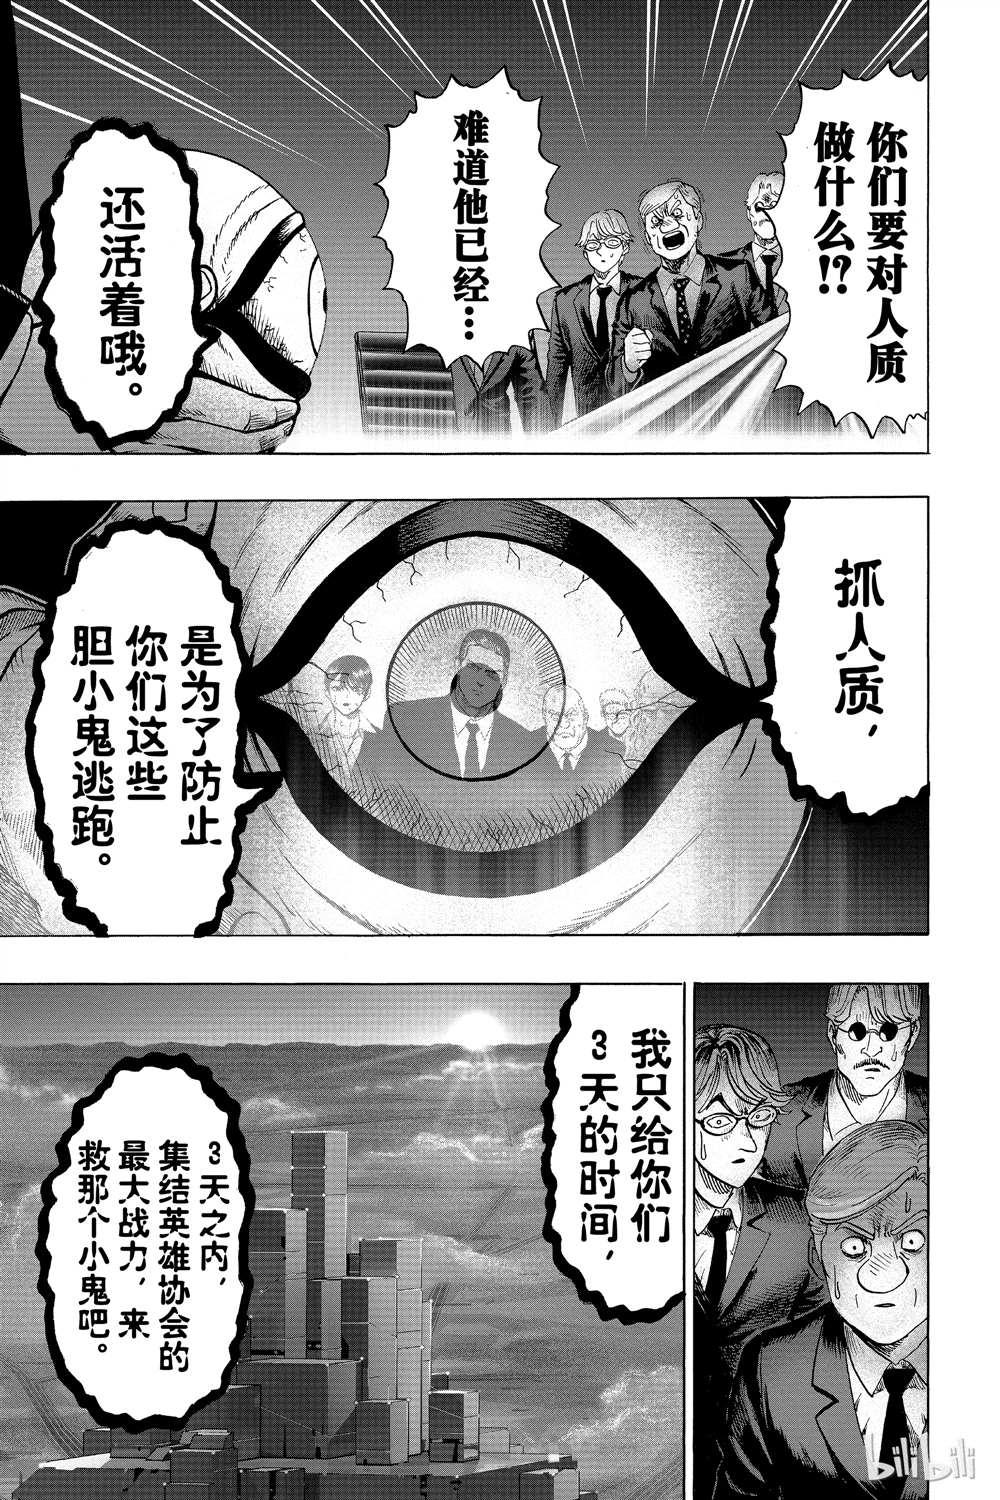 你们要对人质
做什么!?
难道他已经…
还活着哦。
抓人质，
是为了防止
你们这些
胆小鬼逃跑。
我只给你们
3天的时间，
3天之内，
集结英雄协会的
最大战力，来
救那个小鬼吧。
bilibili